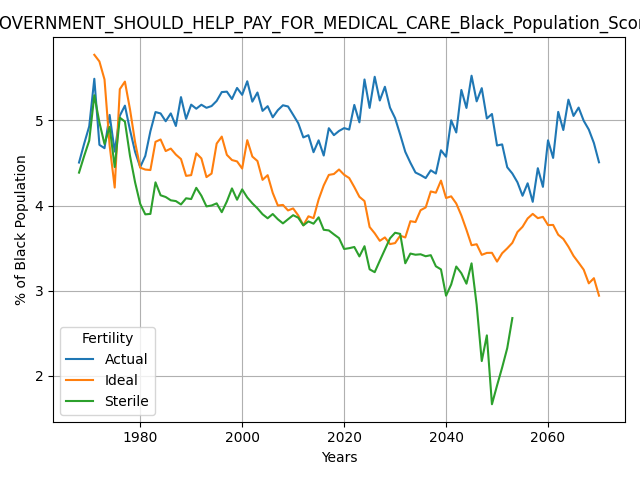 OVERNMENT_SHOULD_HELP_PAY_FOR_MEDICAL_CARE_Black_Population_Scor
% of Black Population
5
4
3
2
Fertility
Actual
Ideal
Sterile
1980
2000
2020
2040
2060
Years